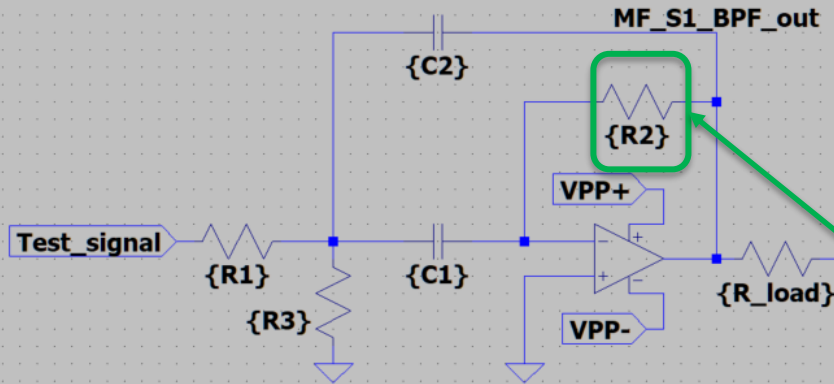 MF_S1_BPF_out
{C2}
{R2}
VPP+
Test_signal
{R1}
{C1}
{R3}
{R_load}
VPP-